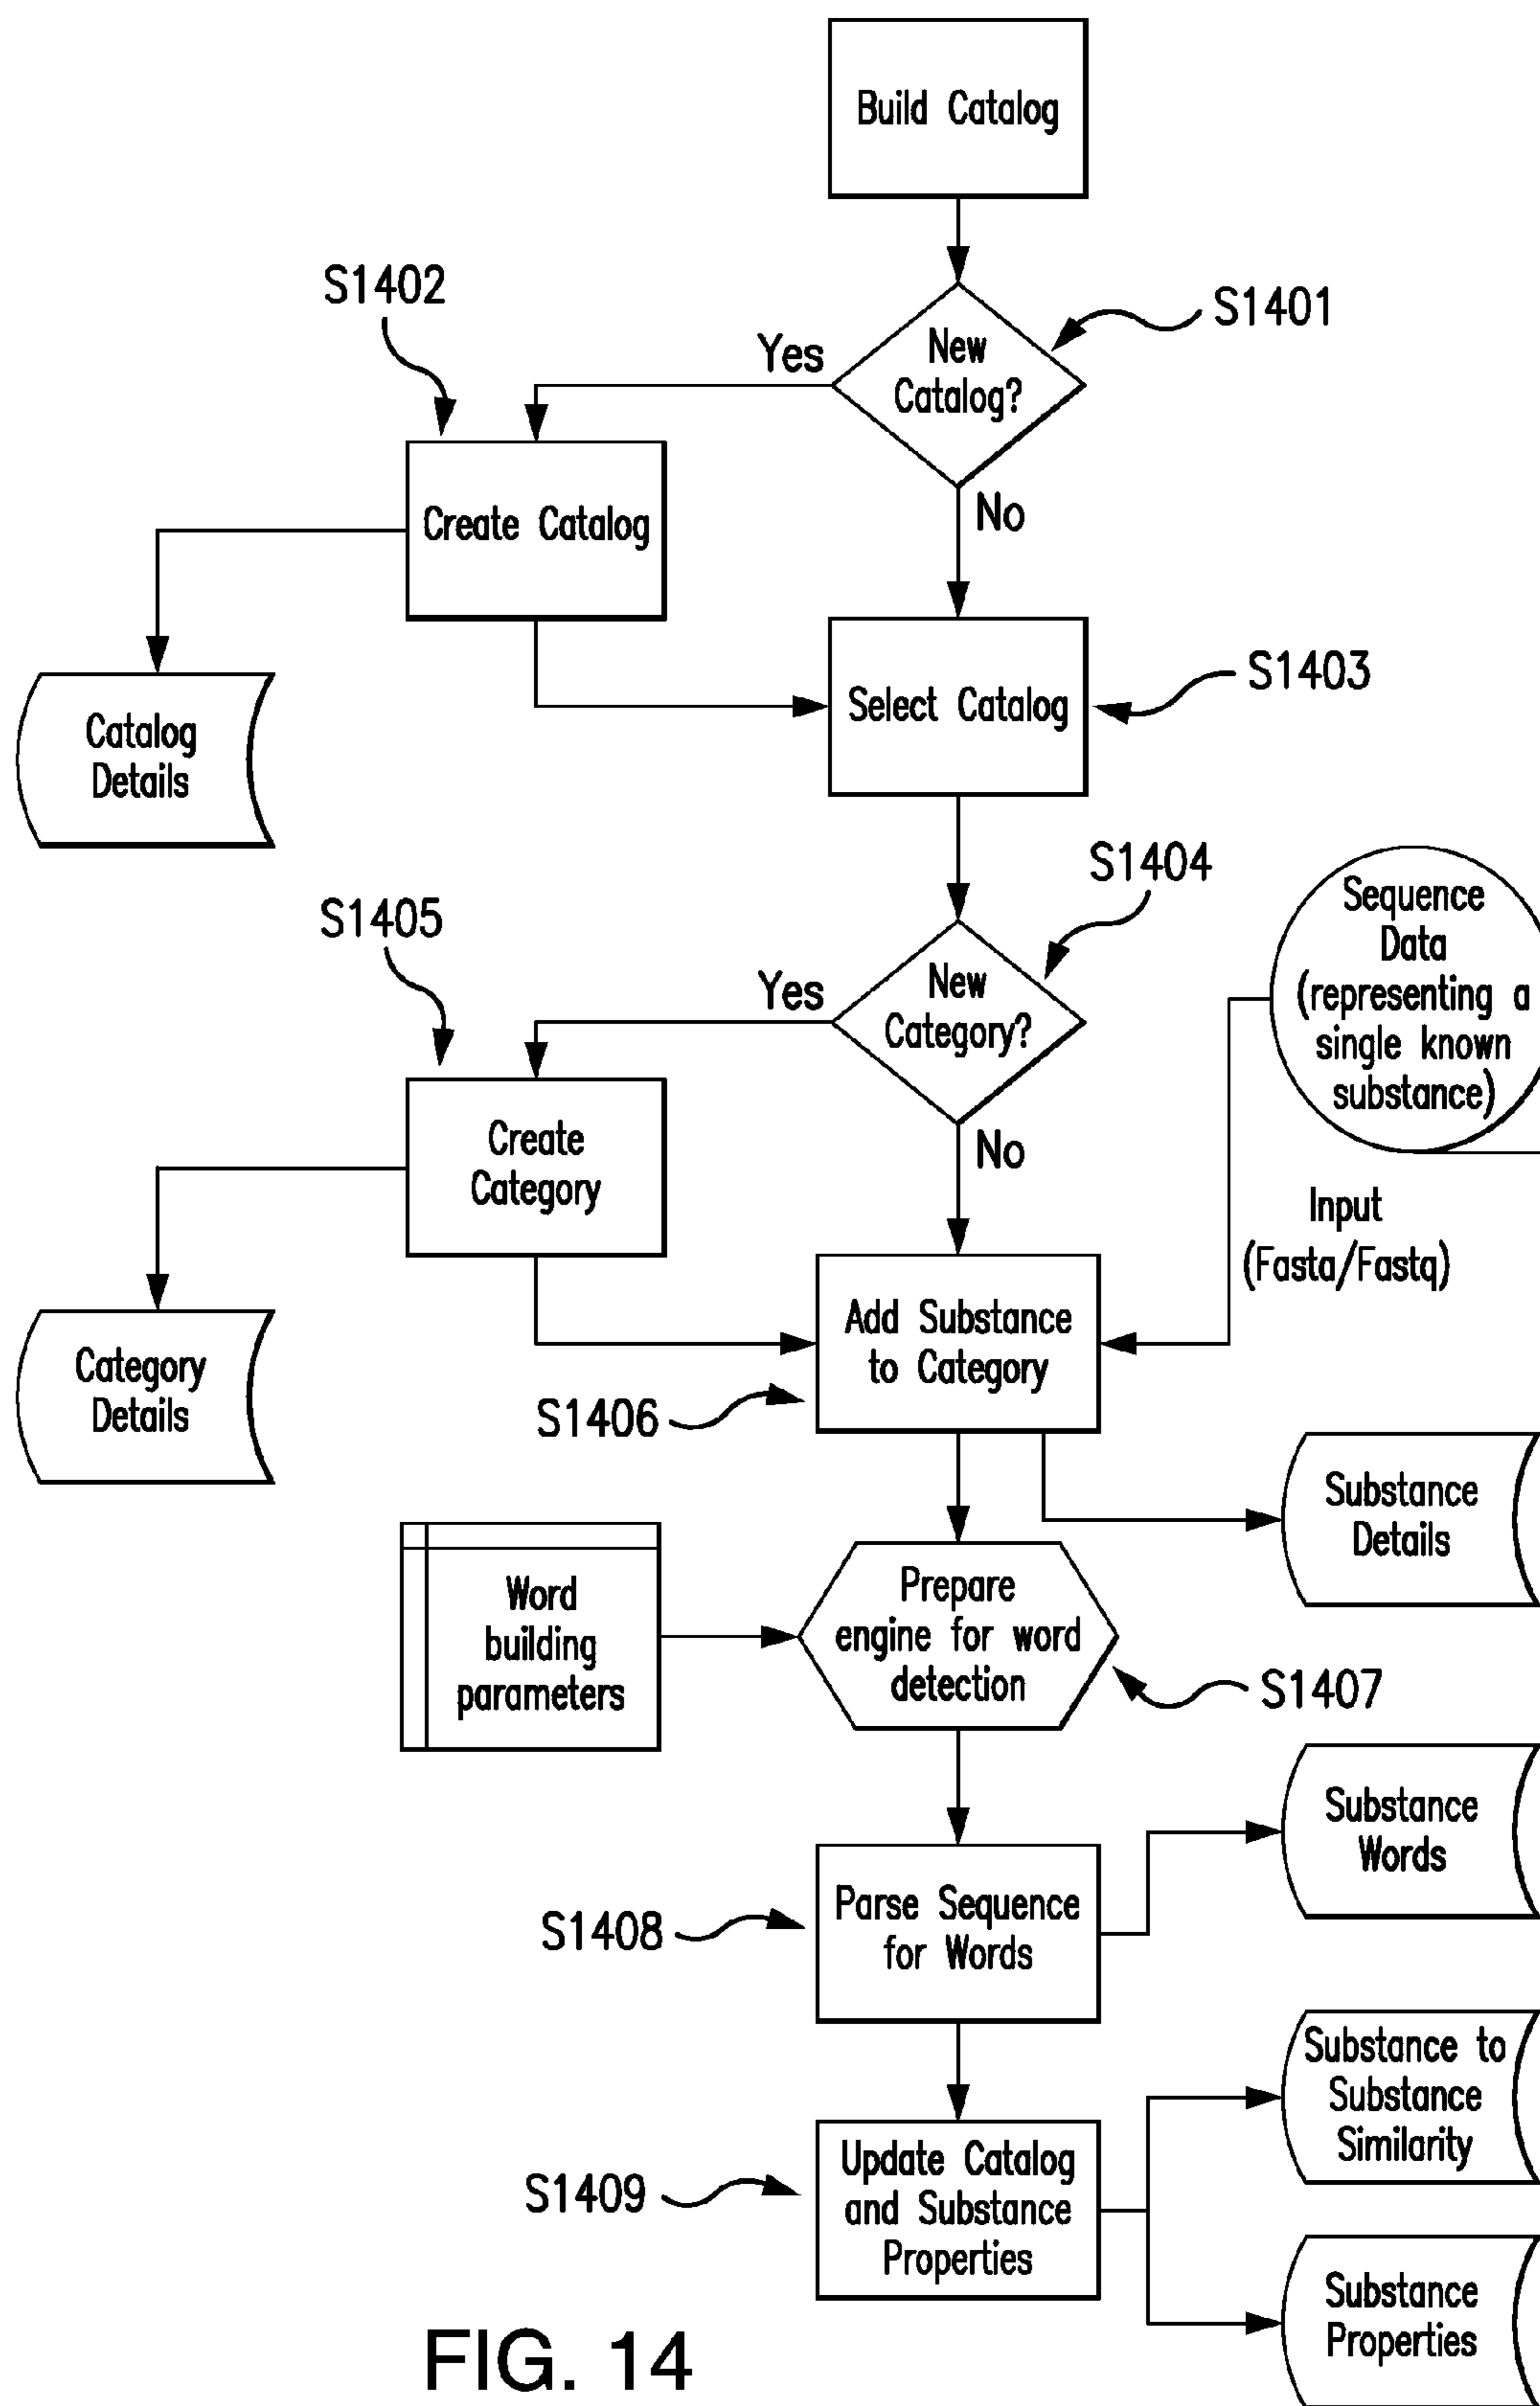 Build Catalog
S1402
S1401
Yes
New
Catalog?
Create Catalog
No
S1403
Select Catalog
Catalog
Details
S1404
Sequence
Data
(representing a
single known
substance)
S1405
Yes
New
Category?
Create
Category
No
Input
(Fasta/Fastq)
Add Substance
to Category
Category
Details
S1406
Substance
Details
Word
building
parameters
Prepare
engine for word
detection
S1407
Substance
Words
S1408
Parse Sequence
for Words
Substance to
Substance
Similarity
S1409
Update Catalog
and Substance
Properties
Substance
Properties
FIG. 14